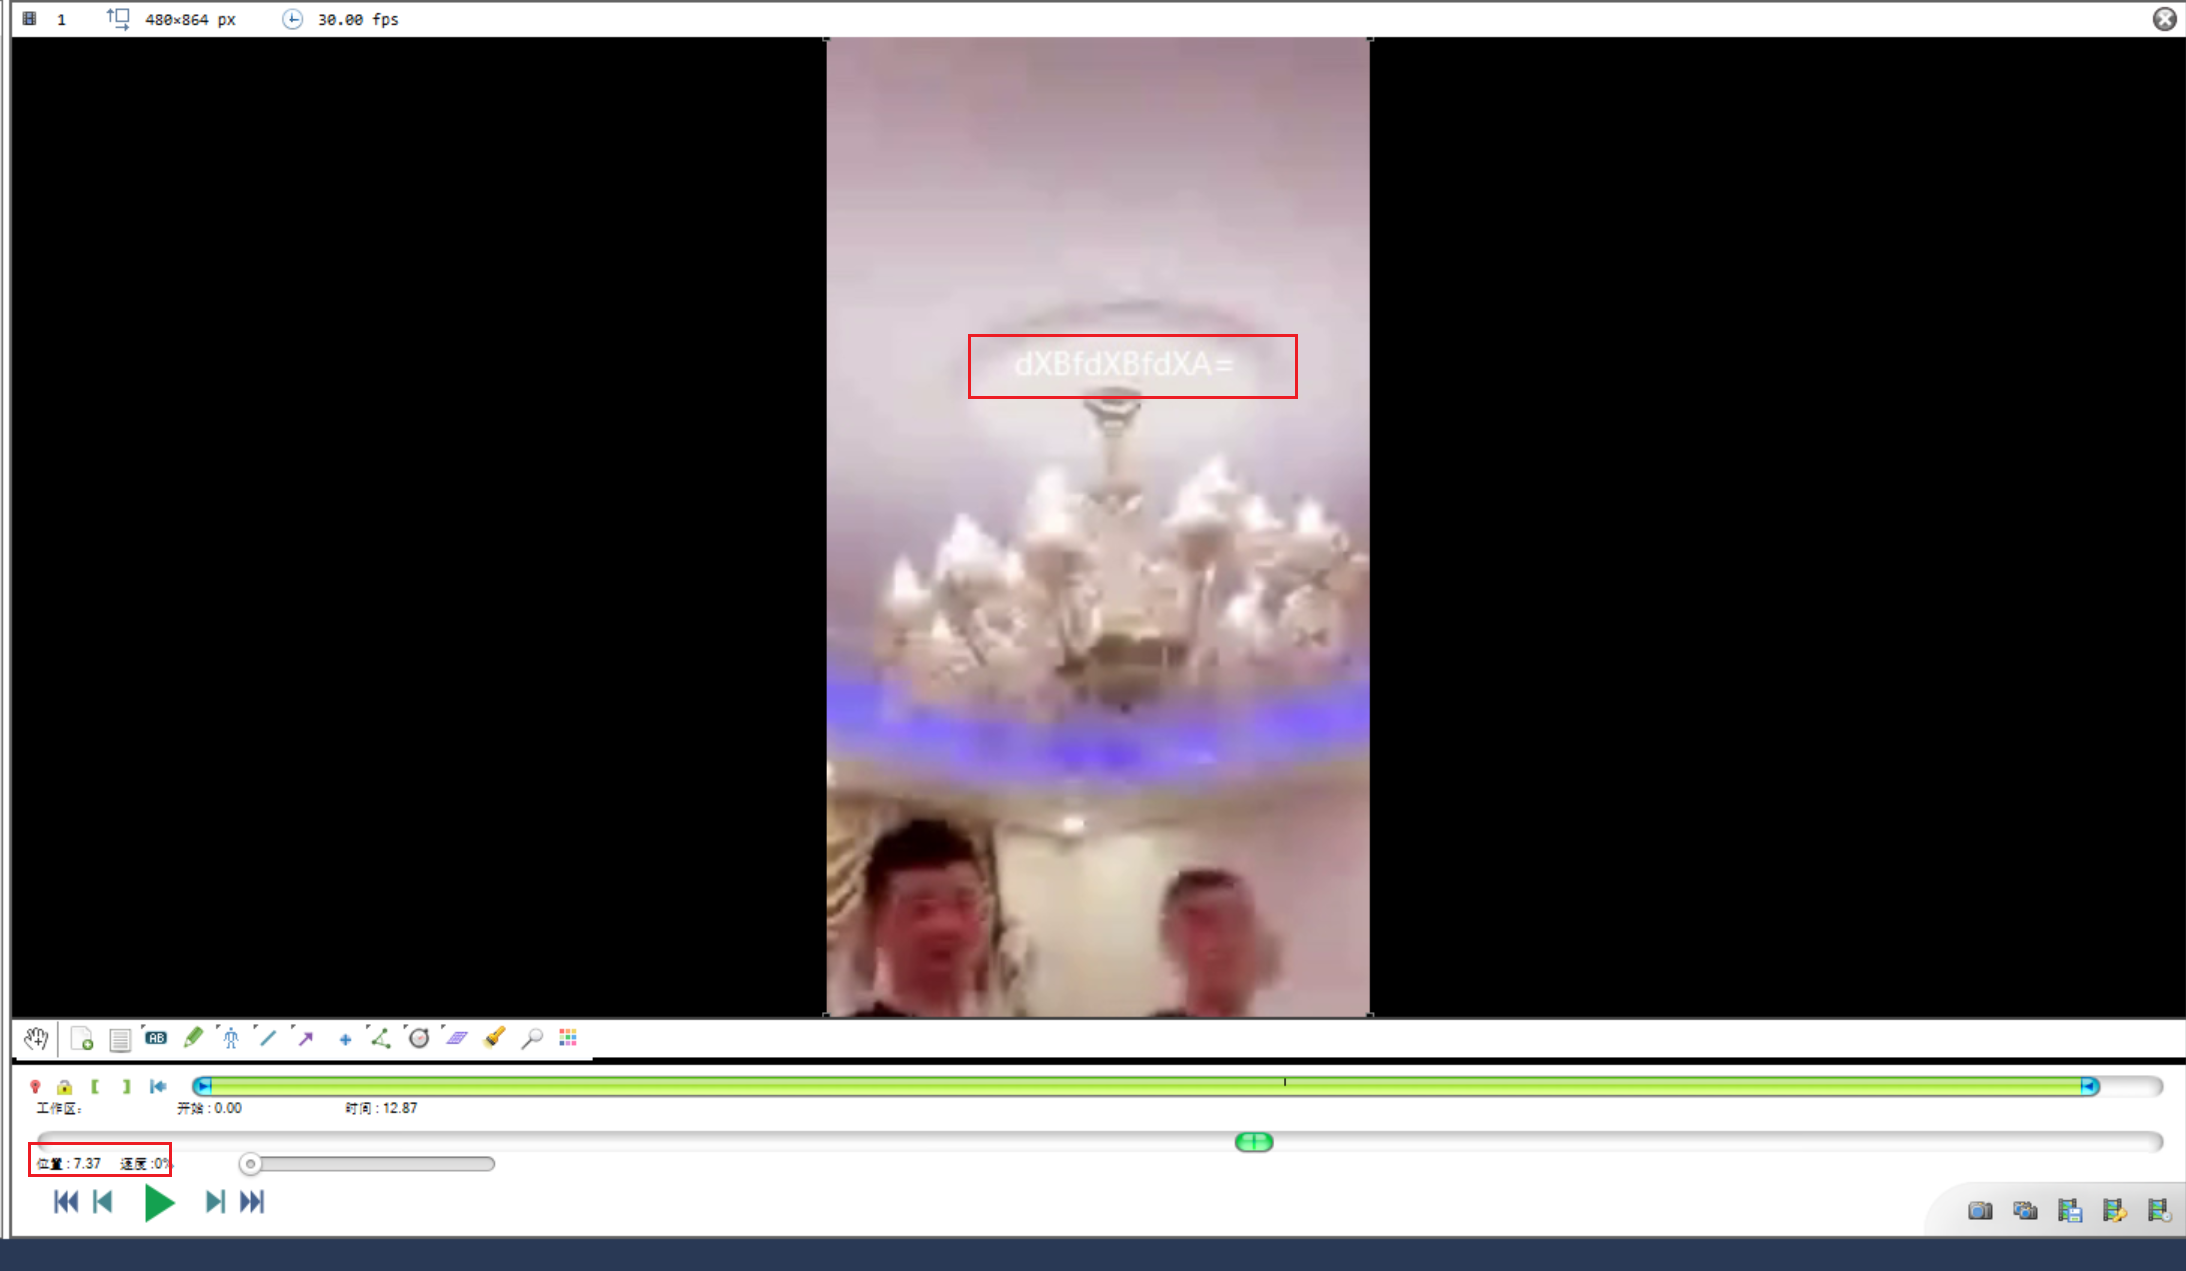 1 480×864 px 30.00 fps
dXBfdXBfdXA=
AB
工作区: 开始 : 0.00 时间 : 12.87
位置 : 7.37 速度 :0%